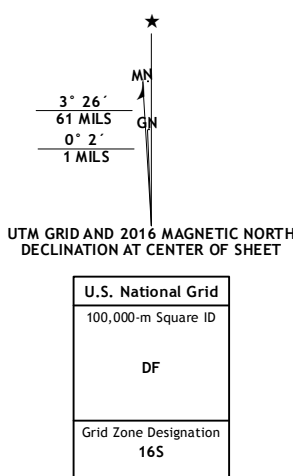 ★
MN
3° 26´
61 MILS
GN
0° 2´
1 MILS
UTM GRID AND 2016 MAGNETIC NORTH
DECLINATION AT CENTER OF SHEET
U.S. National Grid
100,000-m Square ID
DF
Grid Zone Designation
16S